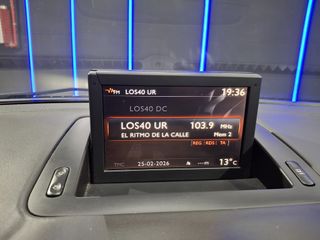 FM LOS40 UR 19:36
LOS40 DC
LOS40 UR 103.9 MHz
EL RITMO DE LA CALLE Mem 2
REG RDS TA
TMC 25-02-2026 13°C